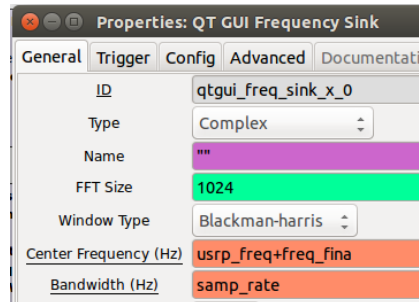 Properties: QT GUI Frequency Sink
General Trigger Config Advanced Documentati
ID qtgui_freq_sink_x_0
Type Complex
Name ""
FFT Size 1024
Window Type Blackman-harris
Center Frequency (Hz) usrp_freq+freq_fina
Bandwidth (Hz) samp_rate